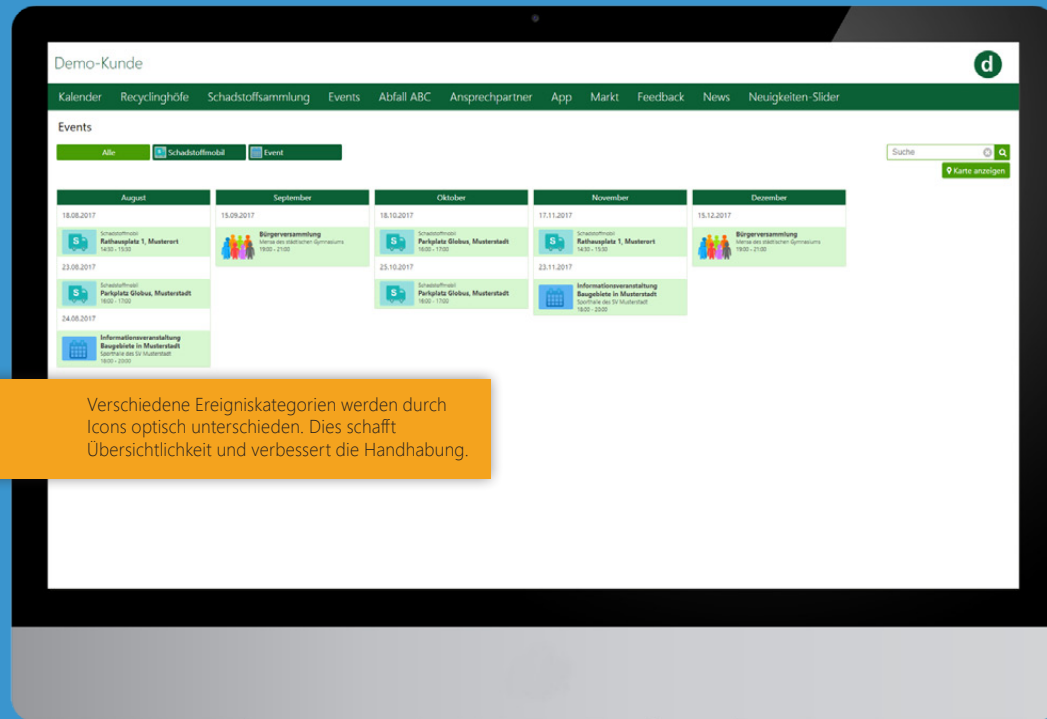 Demo-Kunde
d
Kalender Recyclinghöfe Schadstoffsammlung Events Abfall ABC Ansprechpartner App Markt Feedback News Neuigkeiten-Slider
Events
Alle
Schadstoffmobil
Event
Suche
Karte anzeigen
August
18.08.2017
S
Schadstoffmobil
Rathausplatz 1, Musterort
14:30 - 15:30
23.08.2017
S
Schadstoffmobil
Parkplatz Globus, Musterstadt
16:00 - 17:00
24.08.2017
Informationsveranstaltung
Baugebiete in Musterstadt
Sporthalle des SV Musterstadt
18:00 - 20:00
September
15.09.2017
Bürgerversammlung
Mensa des städtischen Gymnasiums
19:00 - 21:00
Oktober
18.10.2017
S
Schadstoffmobil
Parkplatz Globus, Musterstadt
16:00 - 17:00
25.10.2017
S
Schadstoffmobil
Parkplatz Globus, Musterstadt
16:00 - 17:00
November
17.11.2017
S
Schadstoffmobil
Rathausplatz 1, Musterort
14:30 - 15:30
23.11.2017
Informationsveranstaltung
Baugebiete in Musterstadt
Sporthalle des SV Musterstadt
18:00 - 20:00
Dezember
15.12.2017
Bürgerversammlung
Mensa des städtischen Gymnasiums
19:00 - 21:00
Verschiedene Ereigniskategorien werden durch
Icons optisch unterschieden. Dies schafft
Übersichtlichkeit und verbessert die Handhabung.